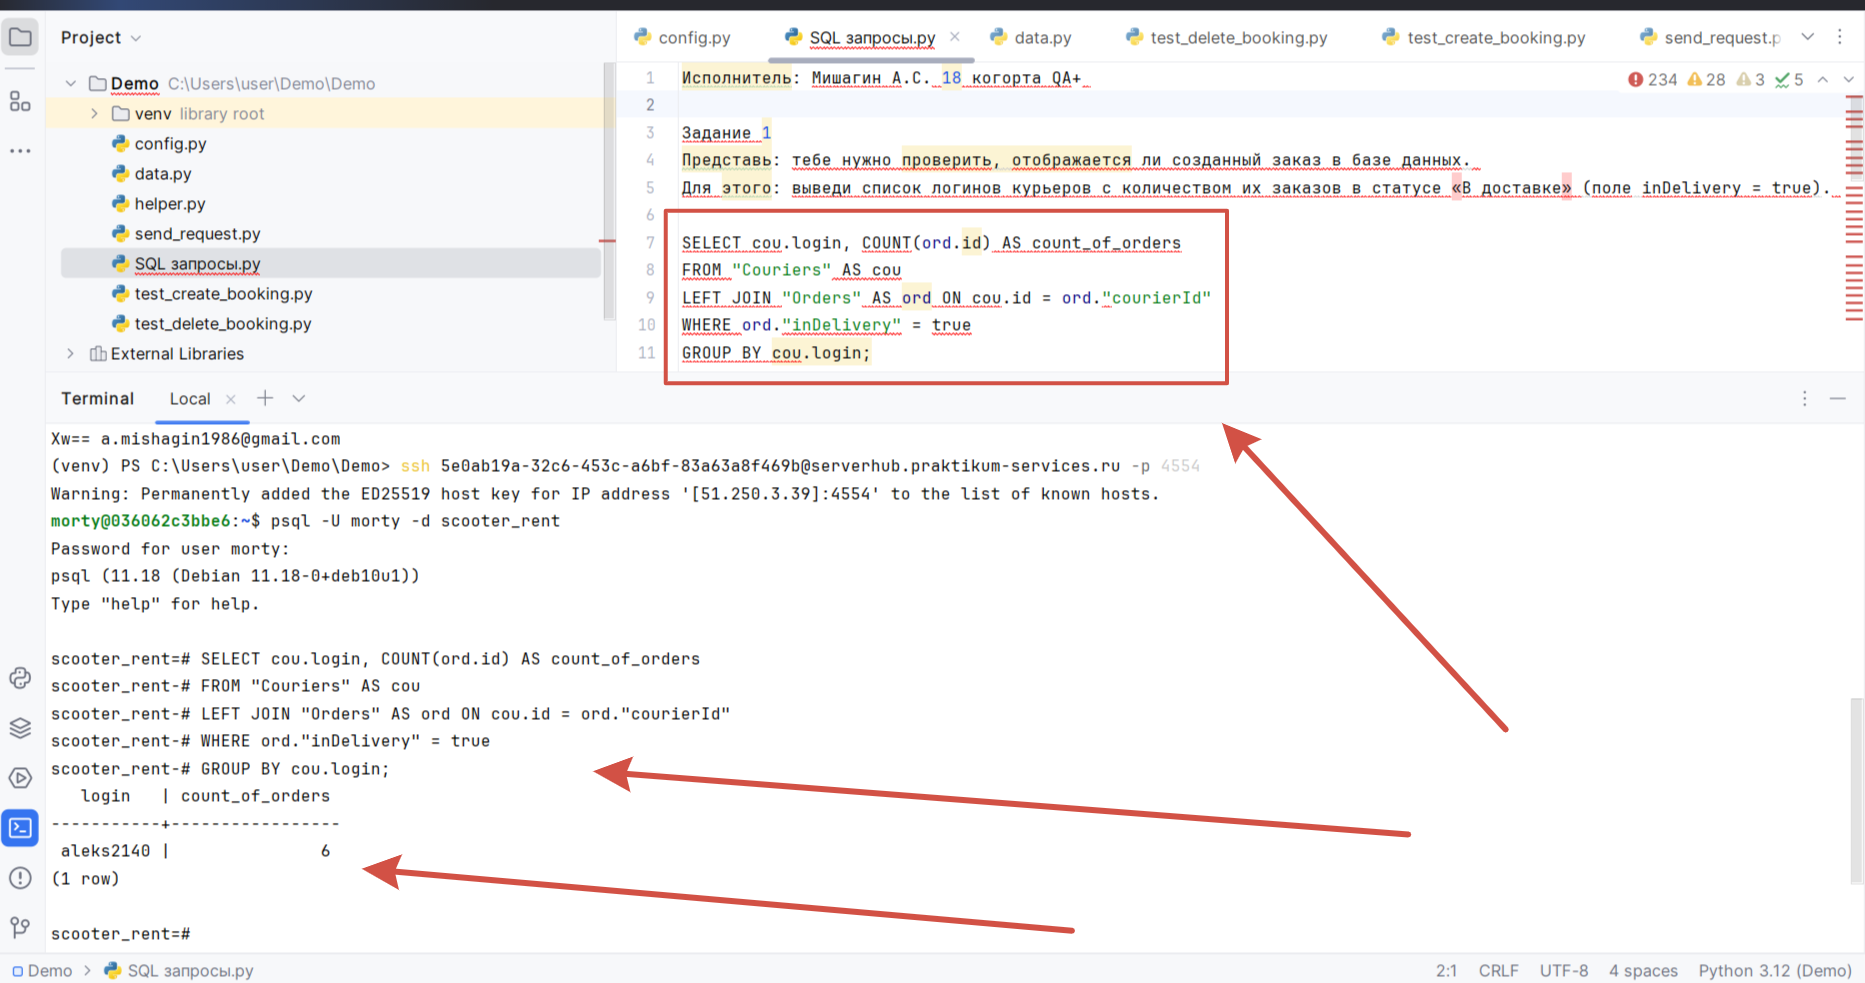 Project
config.py
SQL запросы.py
data.py
test_delete_booking.py
test_create_booking.py
send_request.p
Demo C:\Users\user\Demo\Demo
venv library root
config.py
data.py
helper.py
send_request.py
SQL запросы.py
test_create_booking.py
test_delete_booking.py
External Libraries
234 28 3 5
1 Исполнитель: Мишагин А.С. 18 когорта QA+
2
3 Задание 1
4 Представь: тебе нужно проверить, отображается ли созданный заказ в базе данных.
5 Для этого: выведи список логинов курьеров с количеством их заказов в статусе «В доставке» (поле inDelivery = true).
6
7 SELECT cou.login, COUNT(ord.id) AS count_of_orders
8 FROM "Couriers" AS cou
9 LEFT JOIN "Orders" AS ord ON cou.id = ord."courierId"
10 WHERE ord."inDelivery" = true
11 GROUP BY cou.login;
Terminal Local
Xw== a.mishagin1986@gmail.com
(venv) PS C:\Users\user\Demo\Demo> ssh 5e0ab19a-32c6-453c-a6bf-83a63a8f469b@serverhub.praktikum-services.ru -p 4554
Warning: Permanently added the ED25519 host key for IP address '[51.250.3.39]:4554' to the list of known hosts.
morty@036062c3bbe6:~$ psql -U morty -d scooter_rent
Password for user morty:
psql (11.18 (Debian 11.18-0+deb10u1))
Type "help" for help.
scooter_rent=# SELECT cou.login, COUNT(ord.id) AS count_of_orders
scooter_rent-# FROM "Couriers" AS cou
scooter_rent-# LEFT JOIN "Orders" AS ord ON cou.id = ord."courierId"
scooter_rent-# WHERE ord."inDelivery" = true
scooter_rent-# GROUP BY cou.login;
login | count_of_orders
-----------+-----------------
aleks2140 | 6
(1 row)
scooter_rent=#
Demo > SQL запросы.py
2:1 CRLF UTF-8 4 spaces Python 3.12 (Demo)